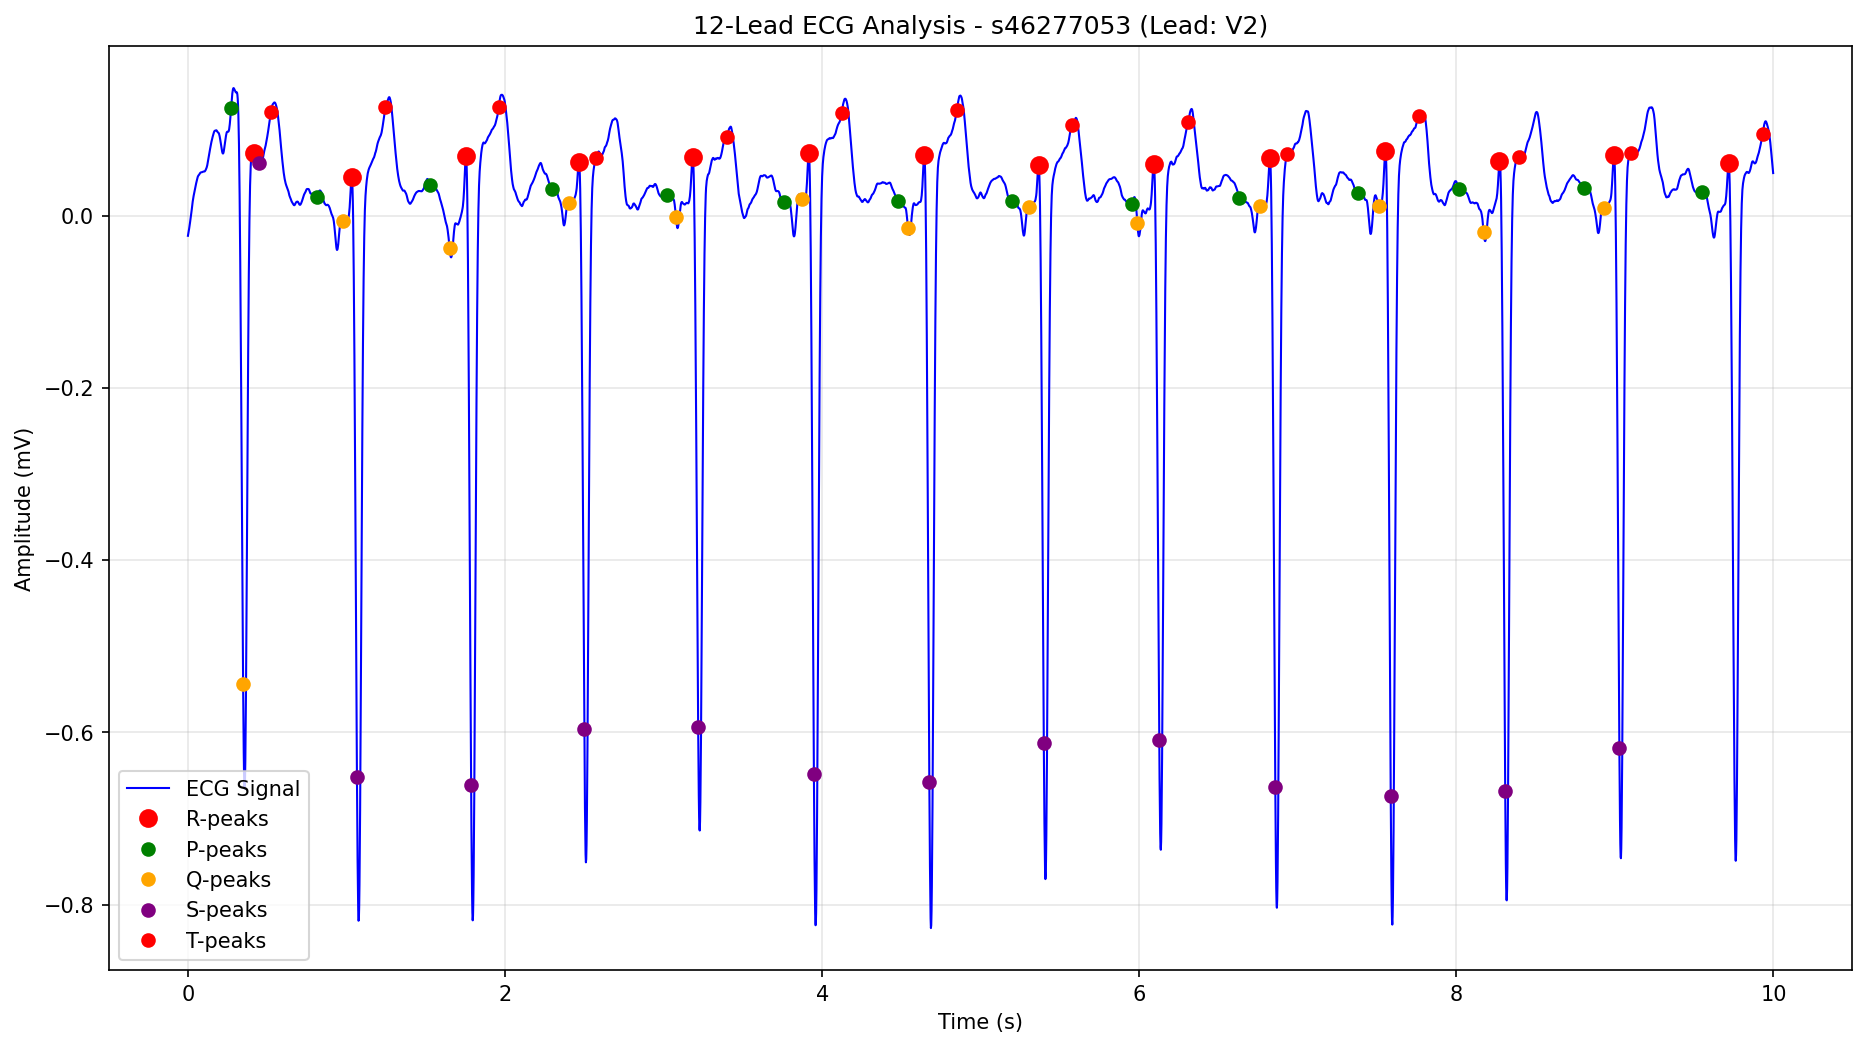 12-Lead ECG Analysis - s46277053 (Lead: V2)
Amplitude (mV)
0.0
−0.2
−0.4
−0.6
−0.8
ECG Signal
R-peaks
P-peaks
Q-peaks
S-peaks
T-peaks
0 2 4 6 8 10
Time (s)